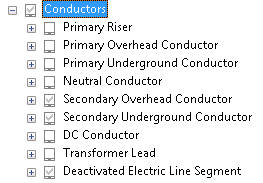 Conductors
Primary Riser
Primary Overhead Conductor
Primary Underground Conductor
Neutral Conductor
Secondary Overhead Conductor
Secondary Underground Conductor
DC Conductor
Transformer Lead
Deactivated Electric Line Segment